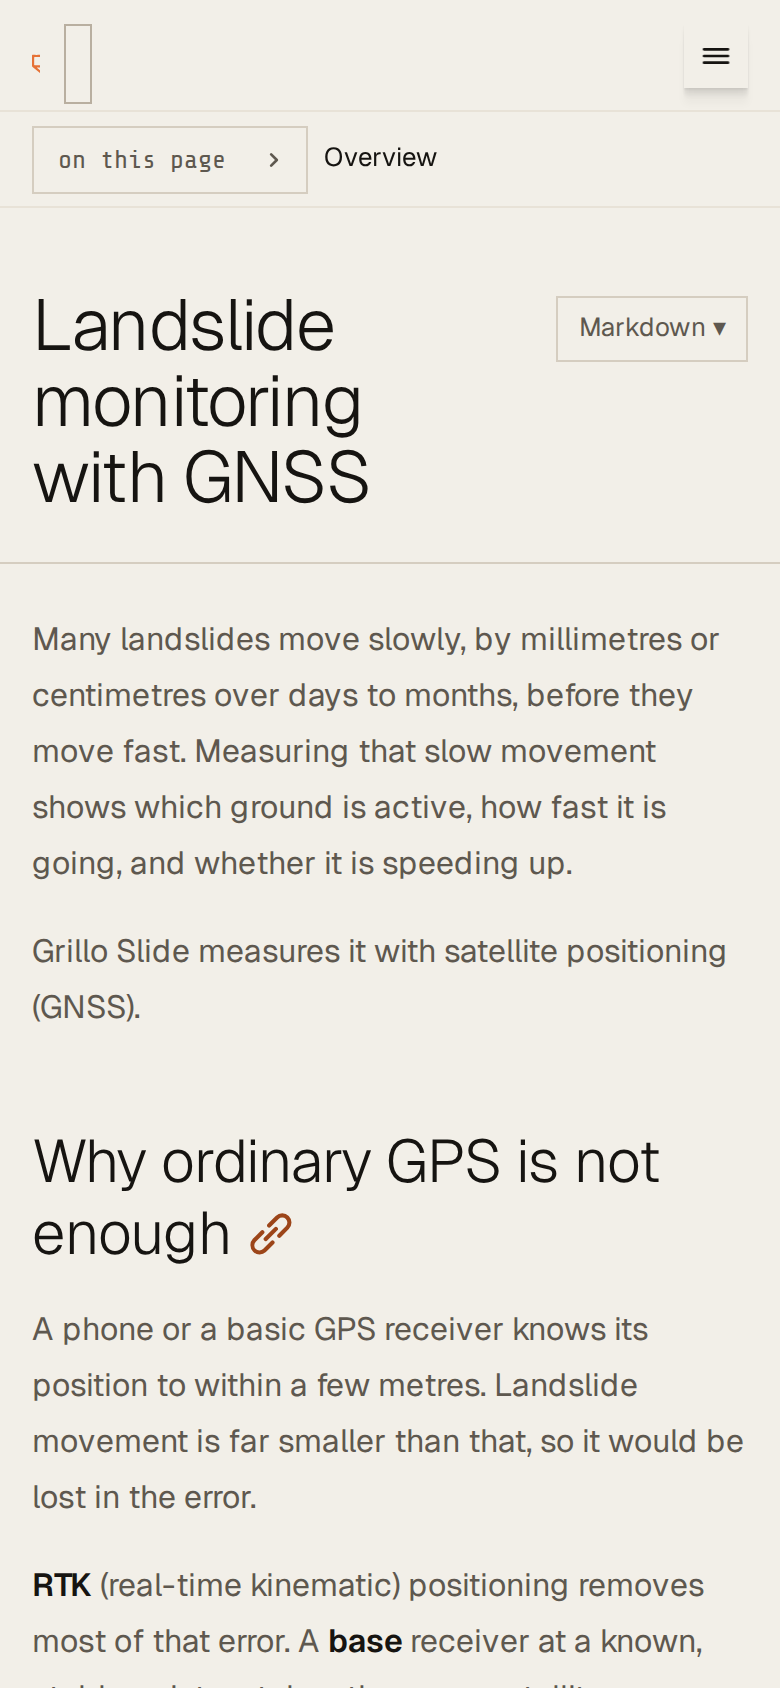 on this page
Overview
Landslide
monitoring
with GNSS
Markdown ▾
Many landslides move slowly, by millimetres or
centimetres over days to months, before they
move fast. Measuring that slow movement
shows which ground is active, how fast it is
going, and whether it is speeding up.
Grillo Slide measures it with satellite positioning
(GNSS).
Why ordinary GPS is not
enough
A phone or a basic GPS receiver knows its
position to within a few metres. Landslide
movement is far smaller than that, so it would be
lost in the error.
RTK (real-time kinematic) positioning removes
most of that error. A base receiver at a known,